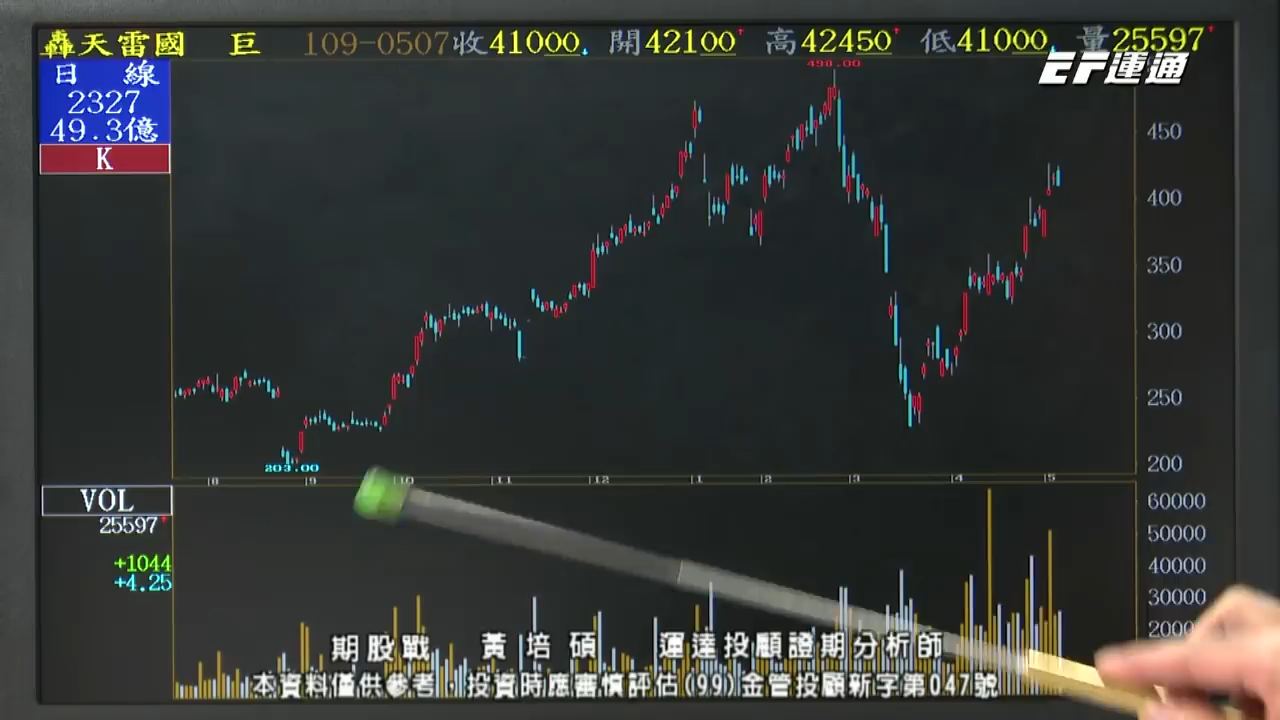 轟天雷國 巨 109-0507收41000 開42100 高42450 低41000 量25597
EF運通
日 線
2327
49.3億
K
498.00
450
400
350
300
250
200
203.00
8 9 10 11 12 1 2 3 4 5
VOL
25597
+1044
+4.25
60000
50000
40000
30000
2000
期股戰 黃培碩 運達投顧證期分析師
本資料僅供參考，投資時應審慎評估(99)金管投顧新字第047號